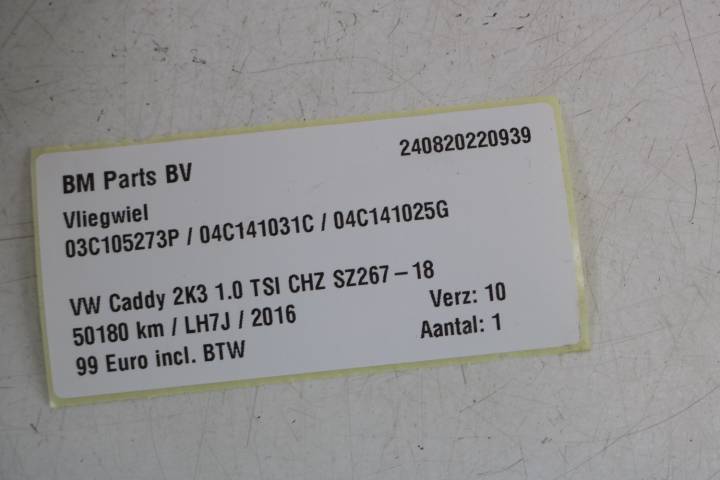 BM Parts BV 240820220939
Vliegwiel
03C105273P / 04C141031C / 04C141025G
VW Caddy 2K3 1.0 TSI CHZ SZ267-18
50180 km / LH7J / 2016 Verz: 10
99 Euro incl. BTW Aantal: 1